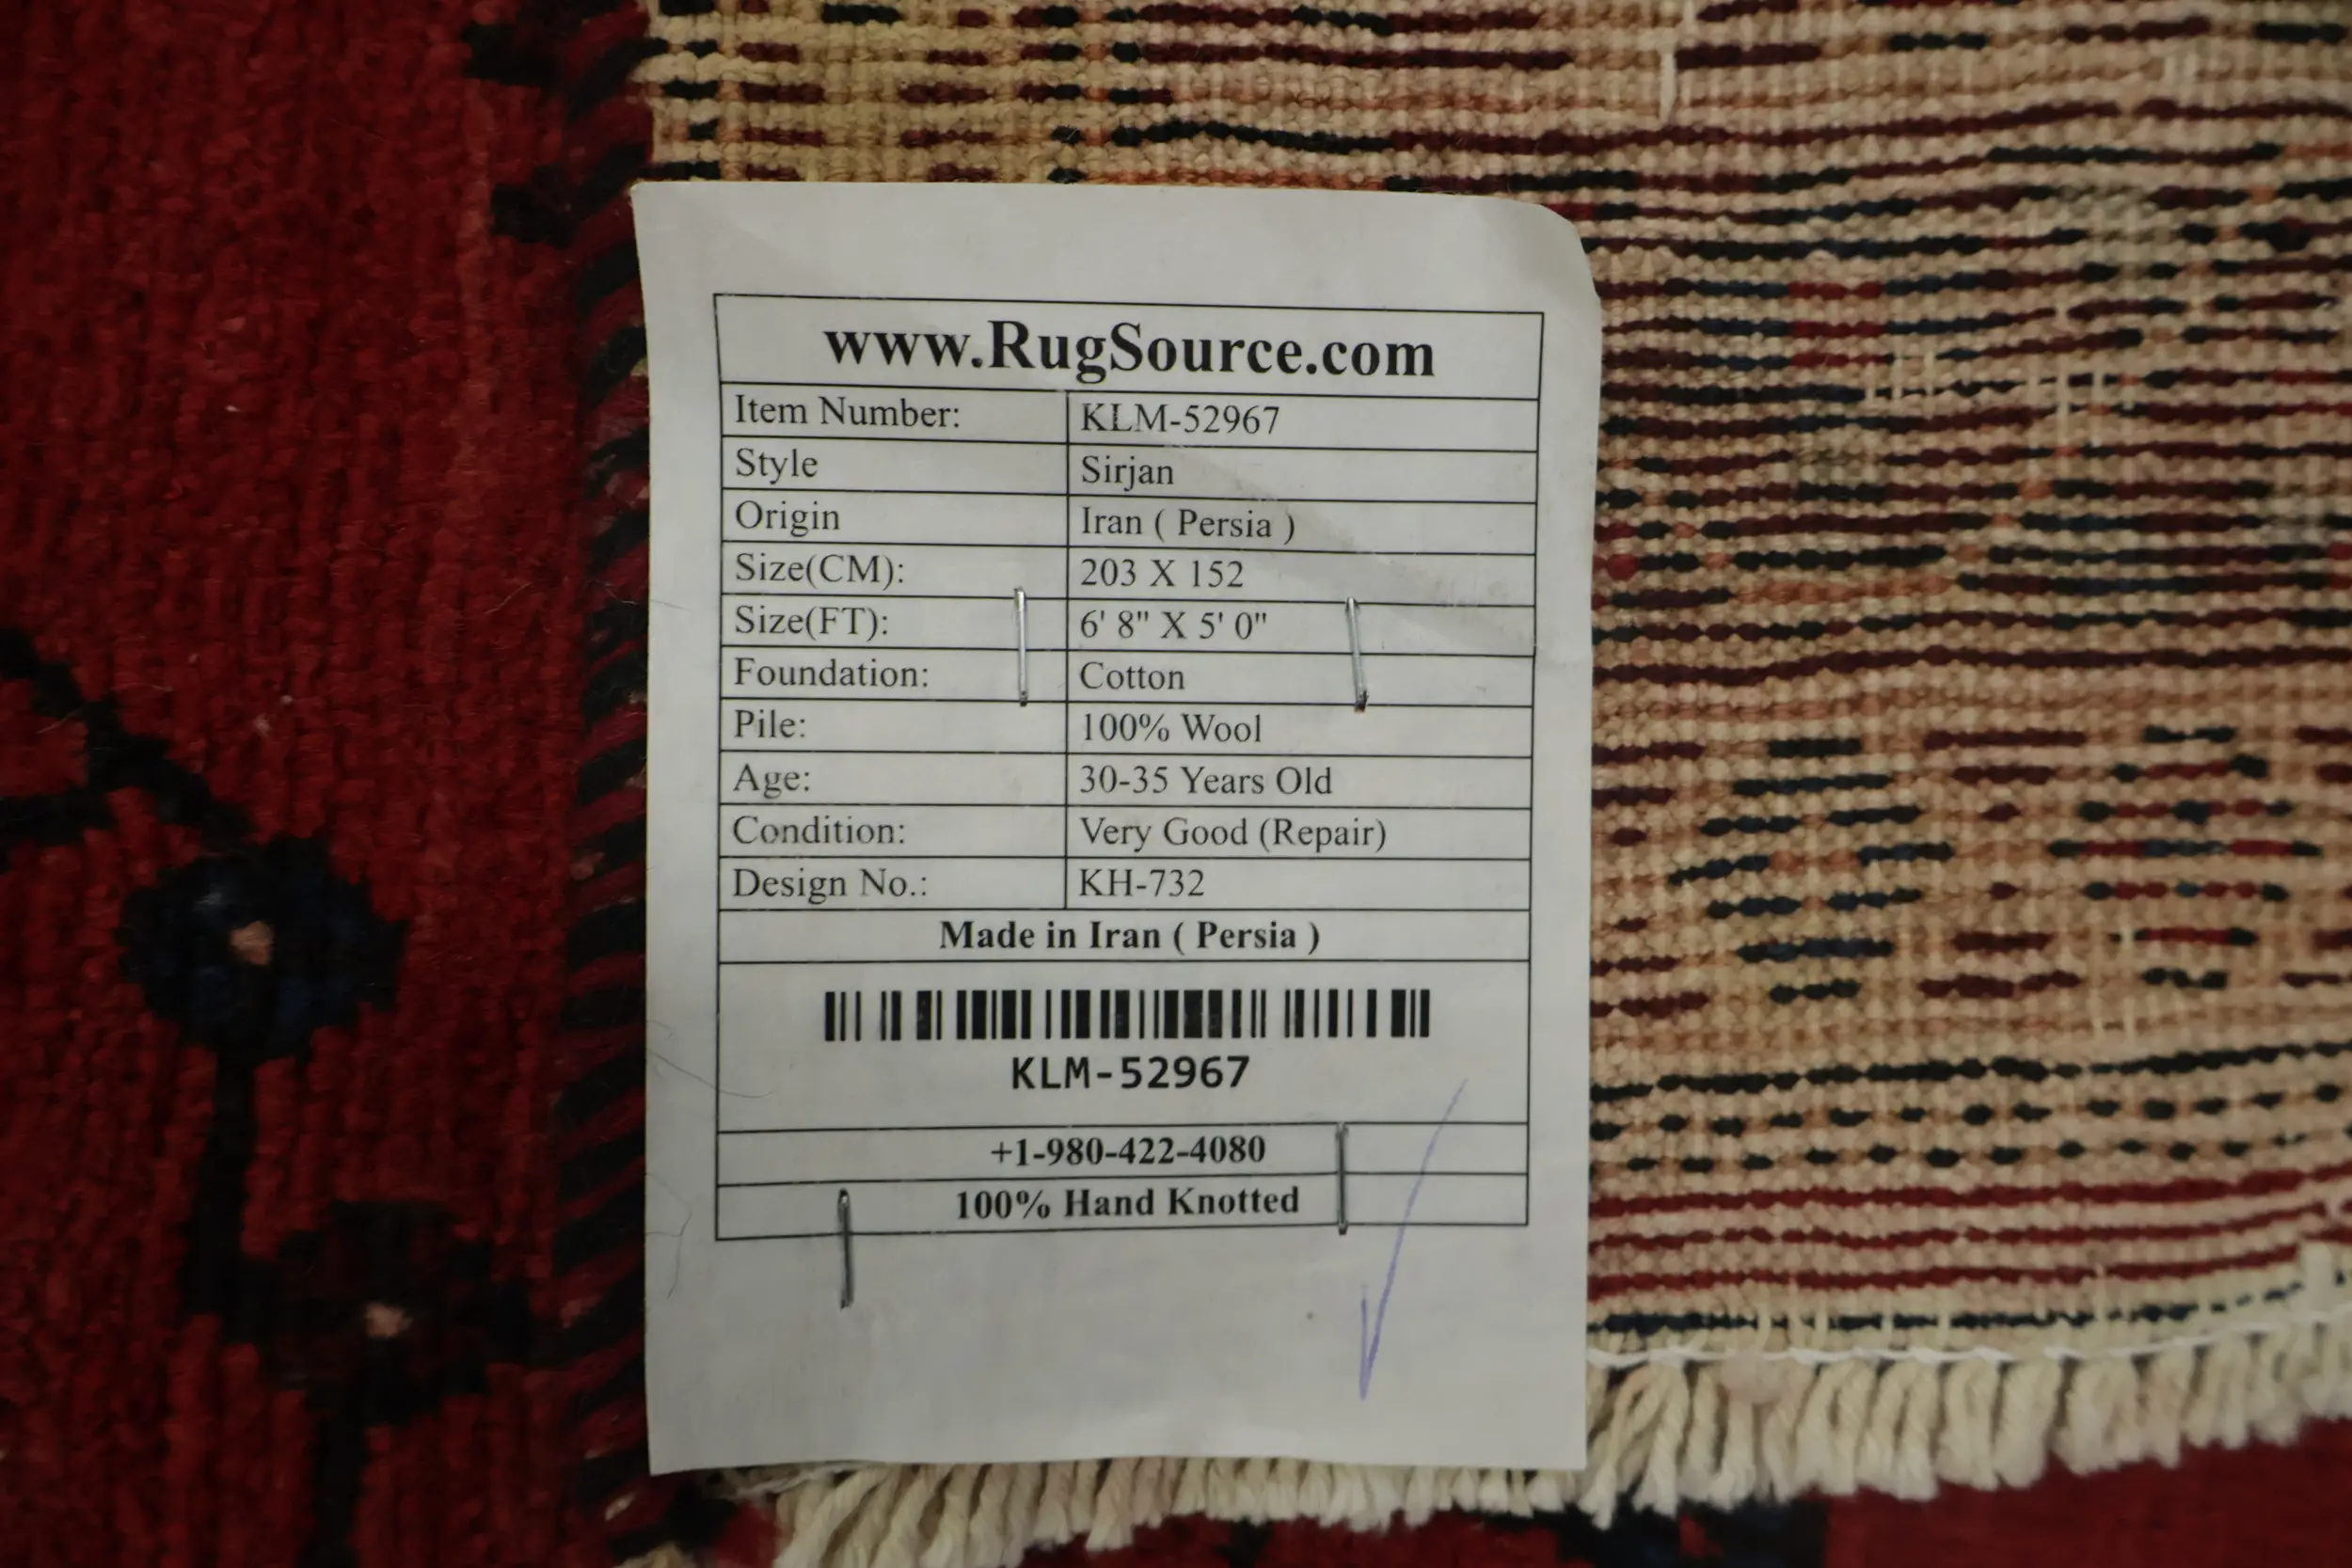 www.RugSource.com
Item Number: KLM-52967
Style Sirjan
Origin Iran ( Persia )
Size(CM): 203 X 152
Size(FT): 6' 8" X 5' 0"
Foundation: Cotton
Pile: 100% Wool
Age: 30-35 Years Old
Condition: Very Good (Repair)
Design No.: KH-732
Made in Iran ( Persia )
KLM-52967
+1-980-422-4080
100% Hand Knotted